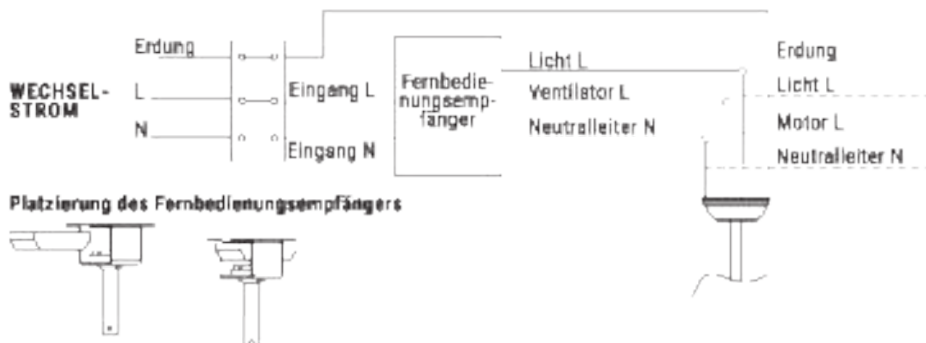 Erdung
WECHSEL-
STROM
L
N
Eingang L
Eingang N
Fernbedie-
nungsemp-
fänger
Licht L
Ventilator L
Neutralleiter N
Erdung
Licht L
Motor L
Neutralleiter N
Platzierung des Fernbedienungsempfängers